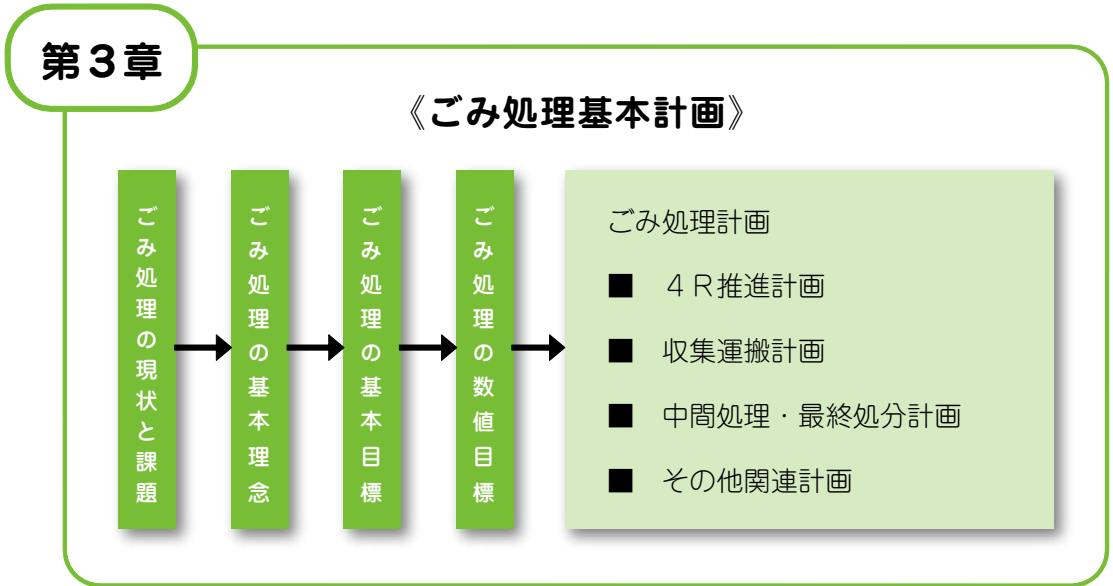 第３章
《ごみ処理基本計画》
ごみ処理の現状と課題
ごみ処理の基本理念
ごみ処理の基本目標
ごみ処理の数値目標
ごみ処理計画
■ ４Ｒ推進計画
■ 収集運搬計画
■ 中間処理・最終処分計画
■ その他関連計画